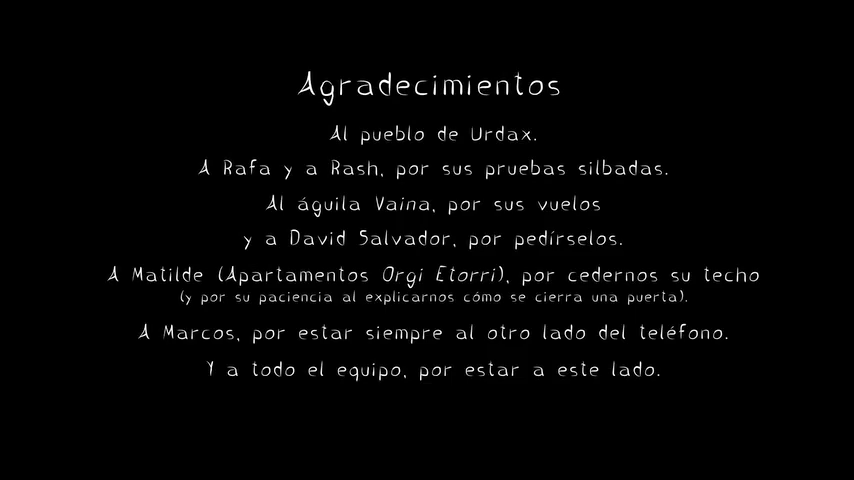 Agradecimientos
Al pueblo de Urdax.
A Rafa y a Rash, por sus pruebas silbadas.
Al águila Vaina, por sus vuelos
y a David Salvador, por pedírselos.
A Matilde (Apartamentos Orgi Etorri), por cedernos su techo
(y por su paciencia al explicarnos cómo se cierra una puerta).
A Marcos, por estar siempre al otro lado del teléfono.
Y a todo el equipo, por estar a este lado.